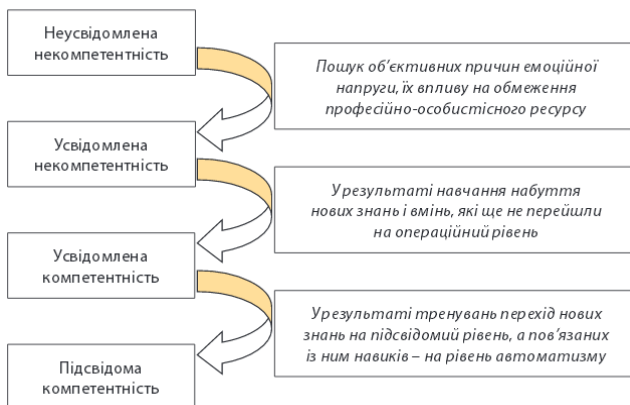 Неусвідомлена
некомпетентність
Пошук об’єктивних причин емоційної
напруги, їх впливу на обмеження
професійно-особистісного ресурсу
Усвідомлена
некомпетентність
У результаті навчання набуття
нових знань і вмінь, які ще не перейшли
на операційний рівень
Усвідомлена
компетентність
У результаті тренувань перехід нових
знань на підсвідомий рівень, а пов’язаних
із ним навиків – на рівень автоматизму
Підсвідома
компетентність